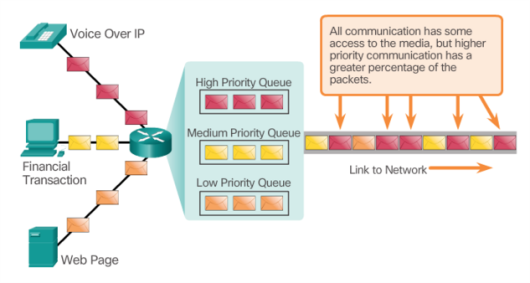 Voice Over IP
All communication has some
access to the media, but higher
priority communication has a
greater percentage of the
packets.
High Priority Queue
Medium Priority Queue
Financial
Transaction
Link to Network
Low Priority Queue
Web Page